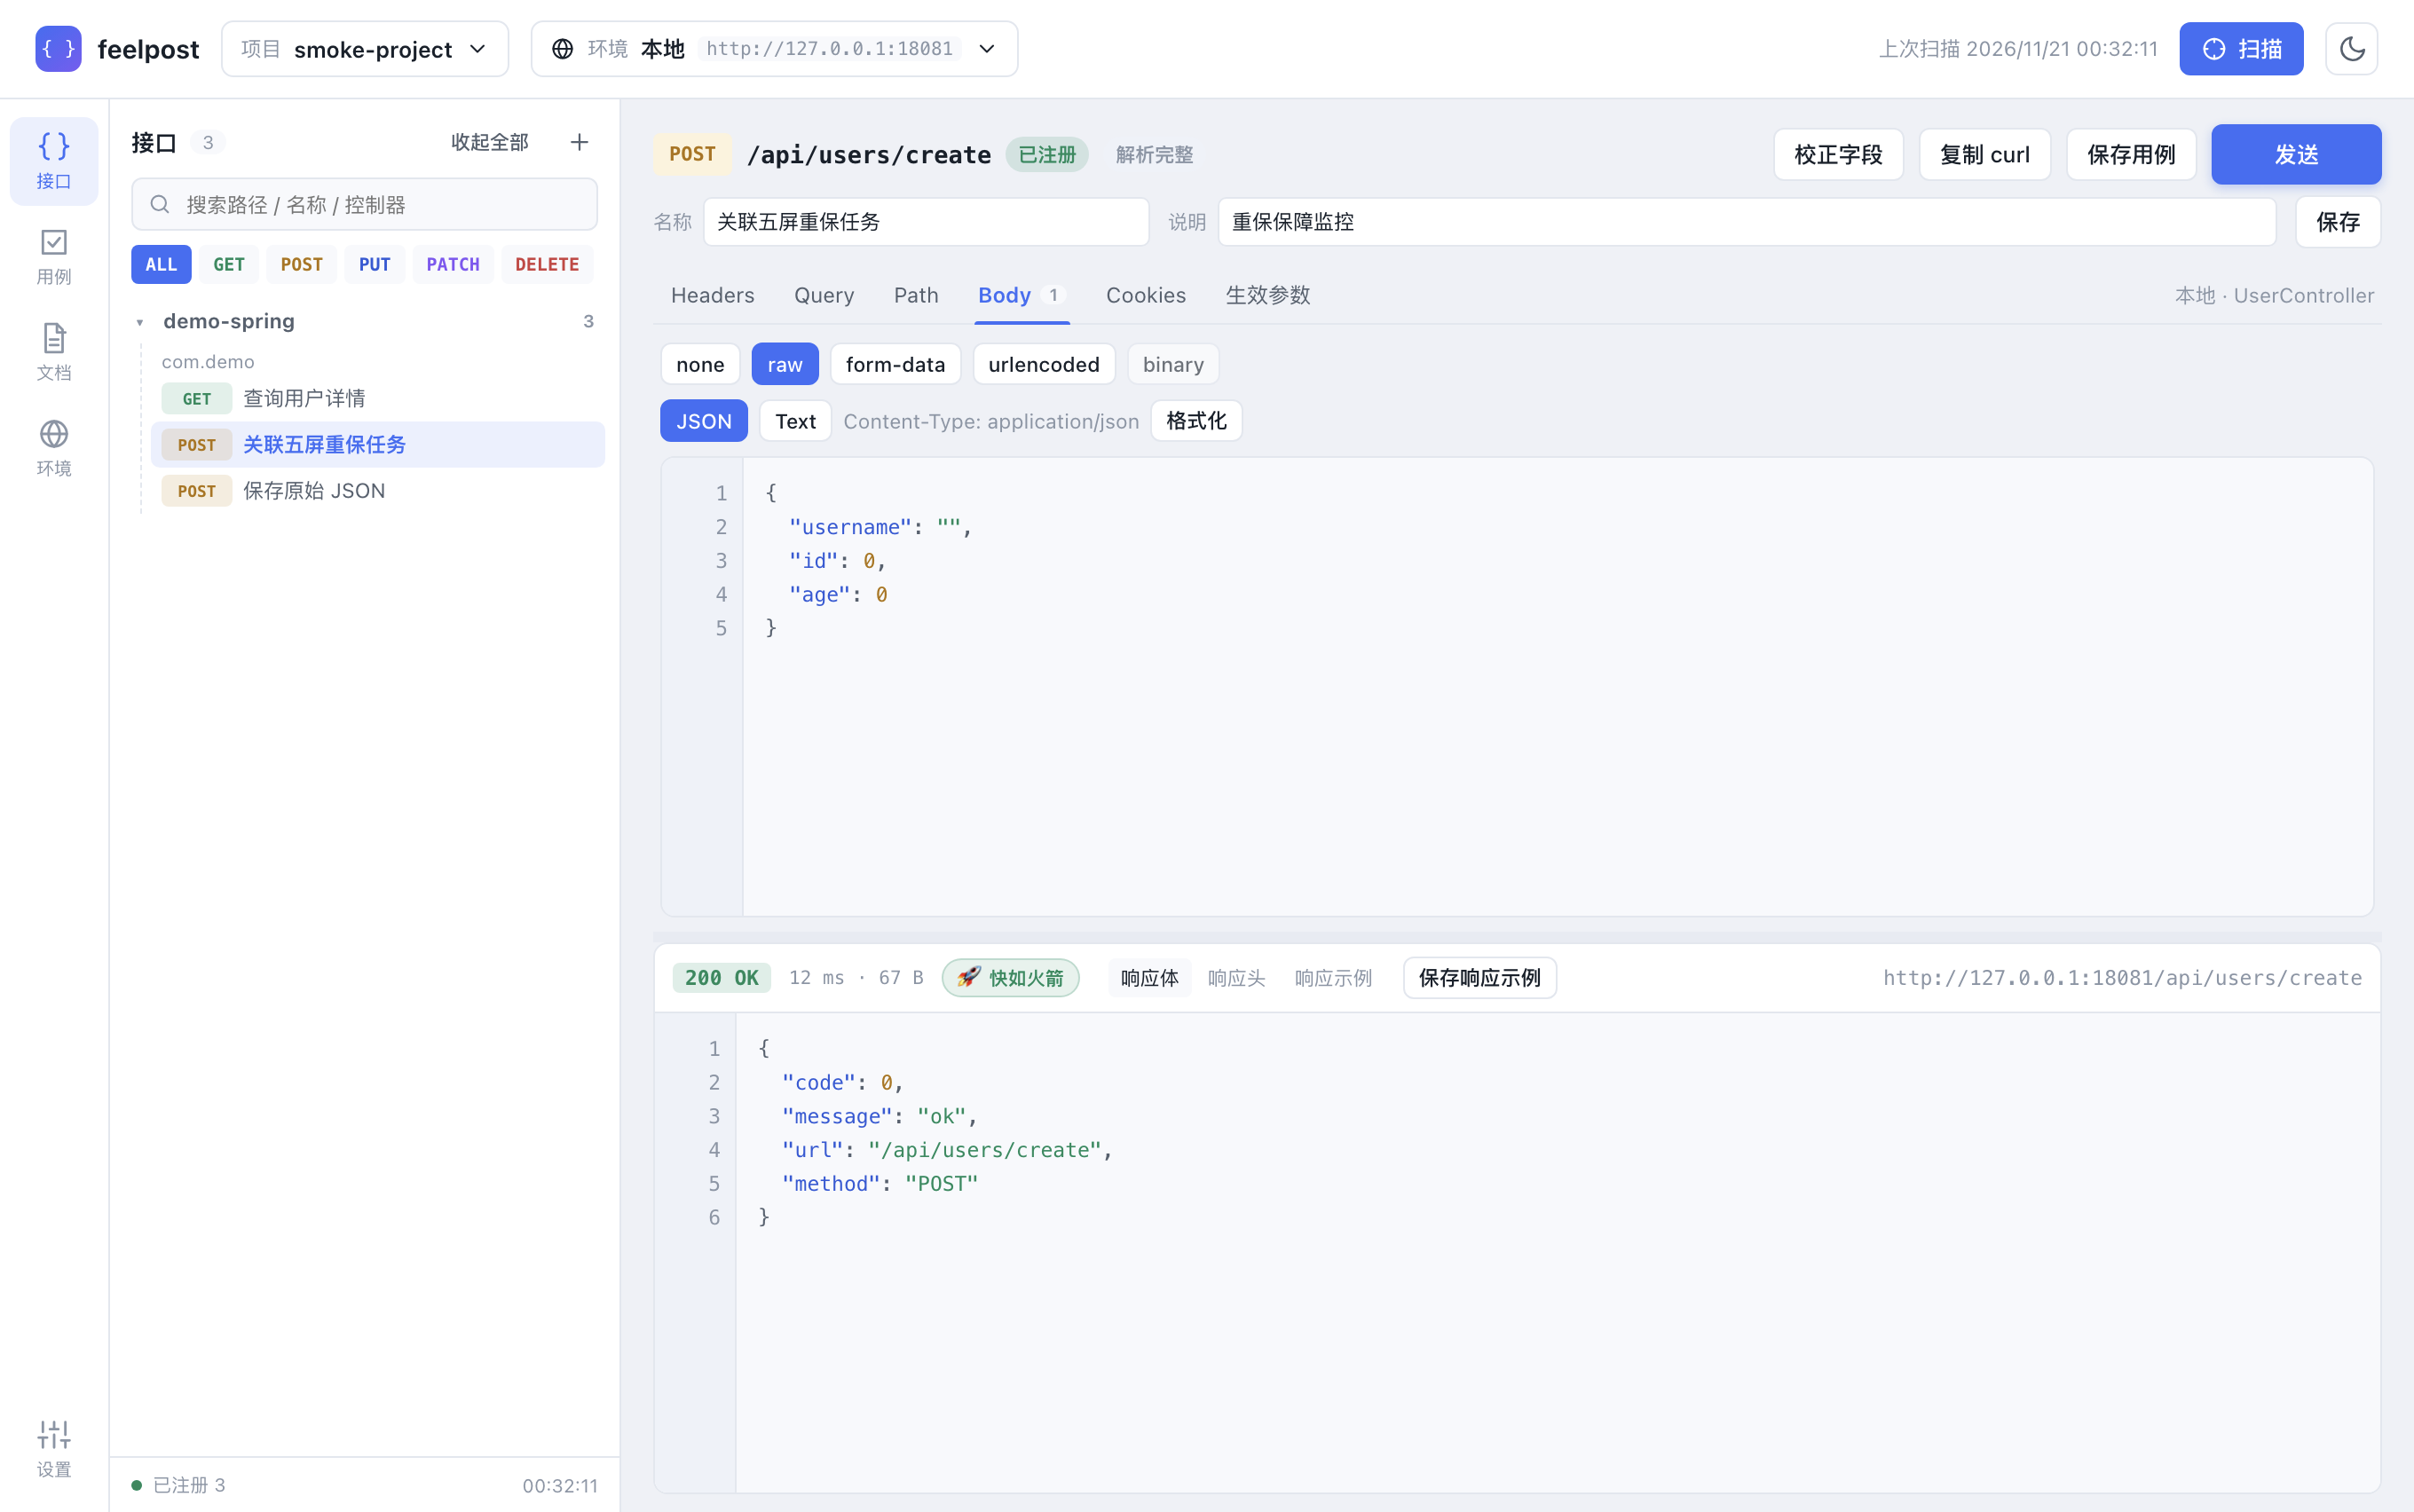 { } feelpost 项目 smoke-project 环境 本地 http://127.0.0.1:18081 上次扫描 2026/11/21 00:32:11 扫描
接口
用例
文档
环境
设置
接口 3 收起全部 +
搜索路径 / 名称 / 控制器
ALL GET POST PUT PATCH DELETE
demo-spring 3
com.demo
GET 查询用户详情
POST 关联五屏重保任务
POST 保存原始 JSON
已注册 3 00:32:11
POST /api/users/create 已注册 解析完整 校正字段 复制 curl 保存用例 发送
名称 关联五屏重保任务 说明 重保保障监控 保存
Headers Query Path Body 1 Cookies 生效参数 本地 · UserController
none raw form-data urlencoded binary
JSON Text Content-Type: application/json 格式化
1 {
2 "username": "",
3 "id": 0,
4 "age": 0
5 }
200 OK 12 ms · 67 B 🚀 快如火箭 响应体 响应头 响应示例 保存响应示例 http://127.0.0.1:18081/api/users/create
1 {
2 "code": 0,
3 "message": "ok",
4 "url": "/api/users/create",
5 "method": "POST"
6 }